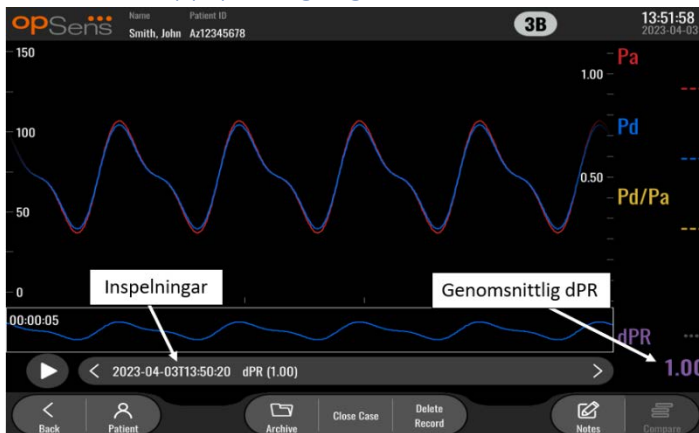 opSens
Name Patient ID
Smith, John Az12345678
3B
13:51:58
2023-04-03
150
100
50
0
1.00
0.50
Pa
--
Pd
--
Pd/Pa
--
Inspelningar
Genomsnittlig dPR
00:00:05
dPR
1.00
< 2023-04-03T13:50:20 dPR (1.00) >
Back
Patient
Archive
Close Case
Delete Record
Notes
Compare